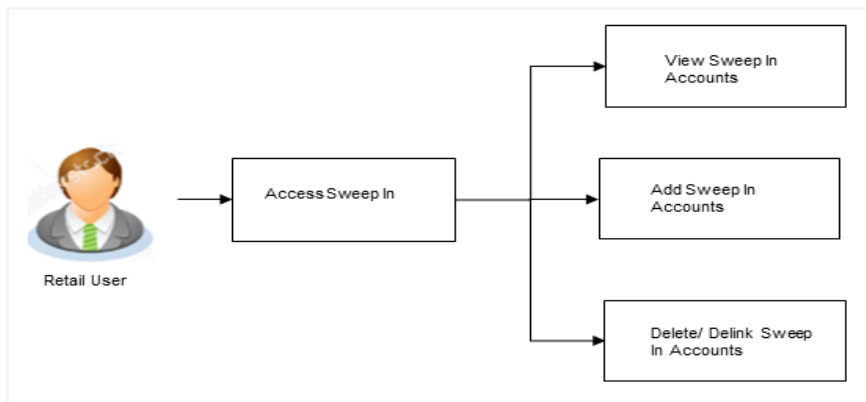 View Sweep In
Accounts
Access Sweep In
Add Sweep In
Accounts
Retail User
Delete/ Delink Sweep
In Accounts